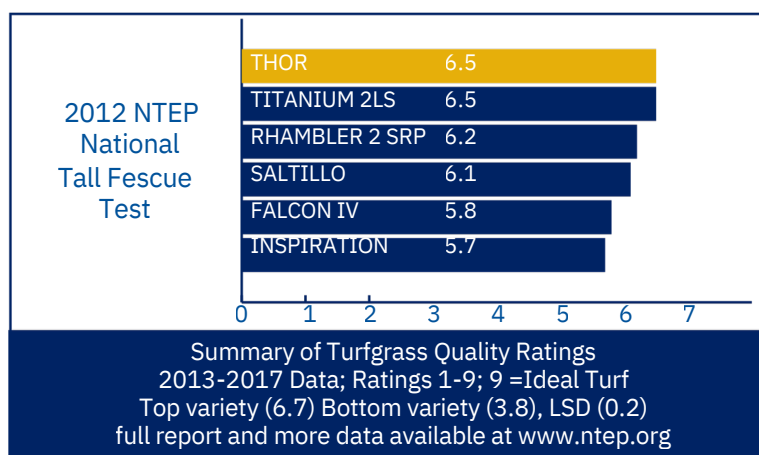 2012 NTEP
National
Tall Fescue
Test
THOR 6.5
TITANIUM 2LS 6.5
RHAMBLER 2 SRP 6.2
SALTILLO 6.1
FALCON IV 5.8
INSPIRATION 5.7
0 1 2 3 4 5 6 7
Summary of Turfgrass Quality Ratings
2013-2017 Data; Ratings 1-9; 9 =Ideal Turf
Top variety (6.7) Bottom variety (3.8), LSD (0.2)
full report and more data available at www.ntep.org